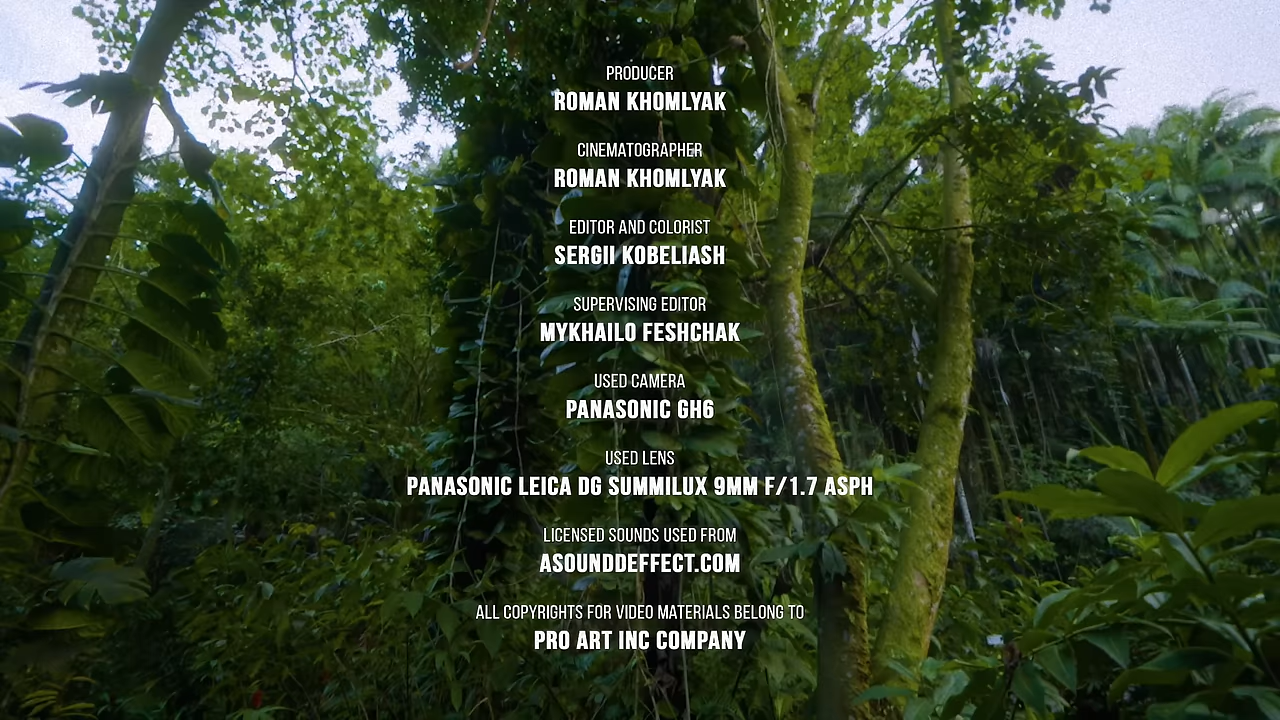 PRODUCER
ROMAN KHOMLYAK
CINEMATOGRAPHER
ROMAN KHOMLYAK
EDITOR AND COLORIST
SERGII KOBELIASH
SUPERVISING EDITOR
MYKHAILO FESHCHAK
USED CAMERA
PANASONIC GH6
USED LENS
PANASONIC LEICA DG SUMMILUX 9MM F/1.7 ASPH
LICENSED SOUNDS USED FROM
ASOUNDDEFFECT.COM
ALL COPYRIGHTS FOR VIDEO MATERIALS BELONG TO
PRO ART INC COMPANY